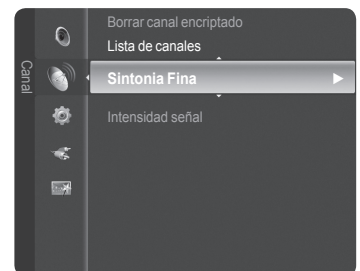 Canal
Borrar canal encriptado
Lista de canales
Sintonia Fina
Intensidad señal